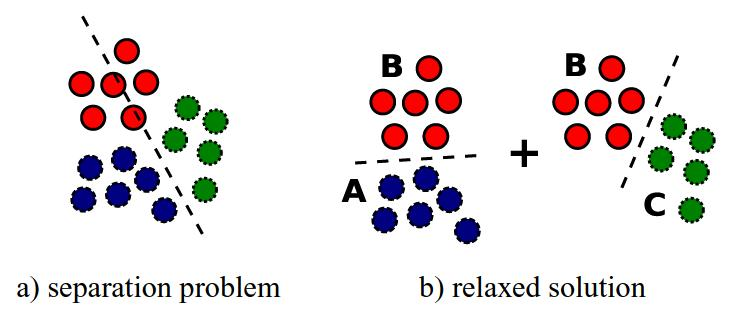 B
B
+
A
C
a) separation problem
b) relaxed solution